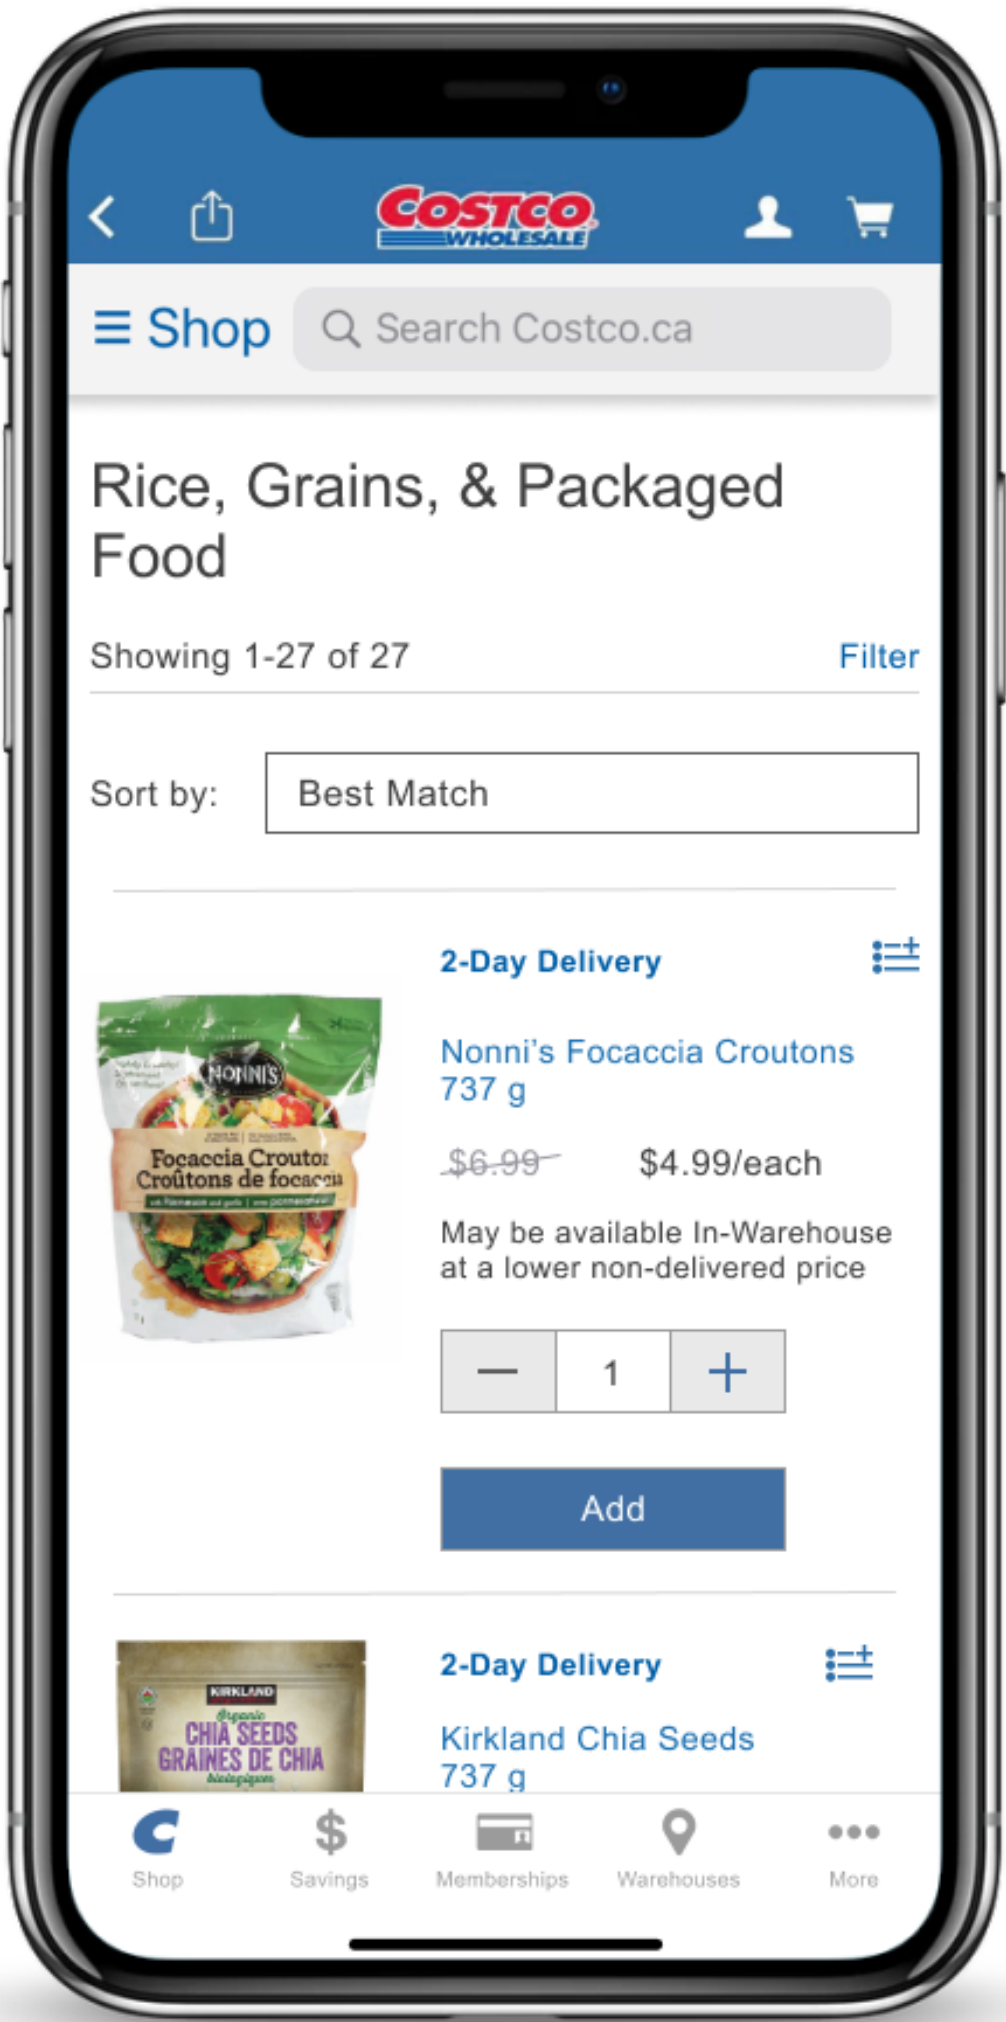 COSTCO
WHOLESALE
Shop
Search Costco.ca
Rice, Grains, & Packaged
Food
Showing 1-27 of 27
Filter
Sort by:
Best Match
2-Day Delivery
Nonni's Focaccia Croutons
737 g
$6.99
$4.99/each
May be available In-Warehouse
at a lower non-delivered price
1
Add
NONNI'S
Focaccia Crouton
Croûtons de focaccia
2-Day Delivery
Kirkland Chia Seeds
737 g
KIRKLAND
Organic
CHIA SEEDS
GRAINES DE CHIA
biologiques
Shop
Savings
Memberships
Warehouses
More